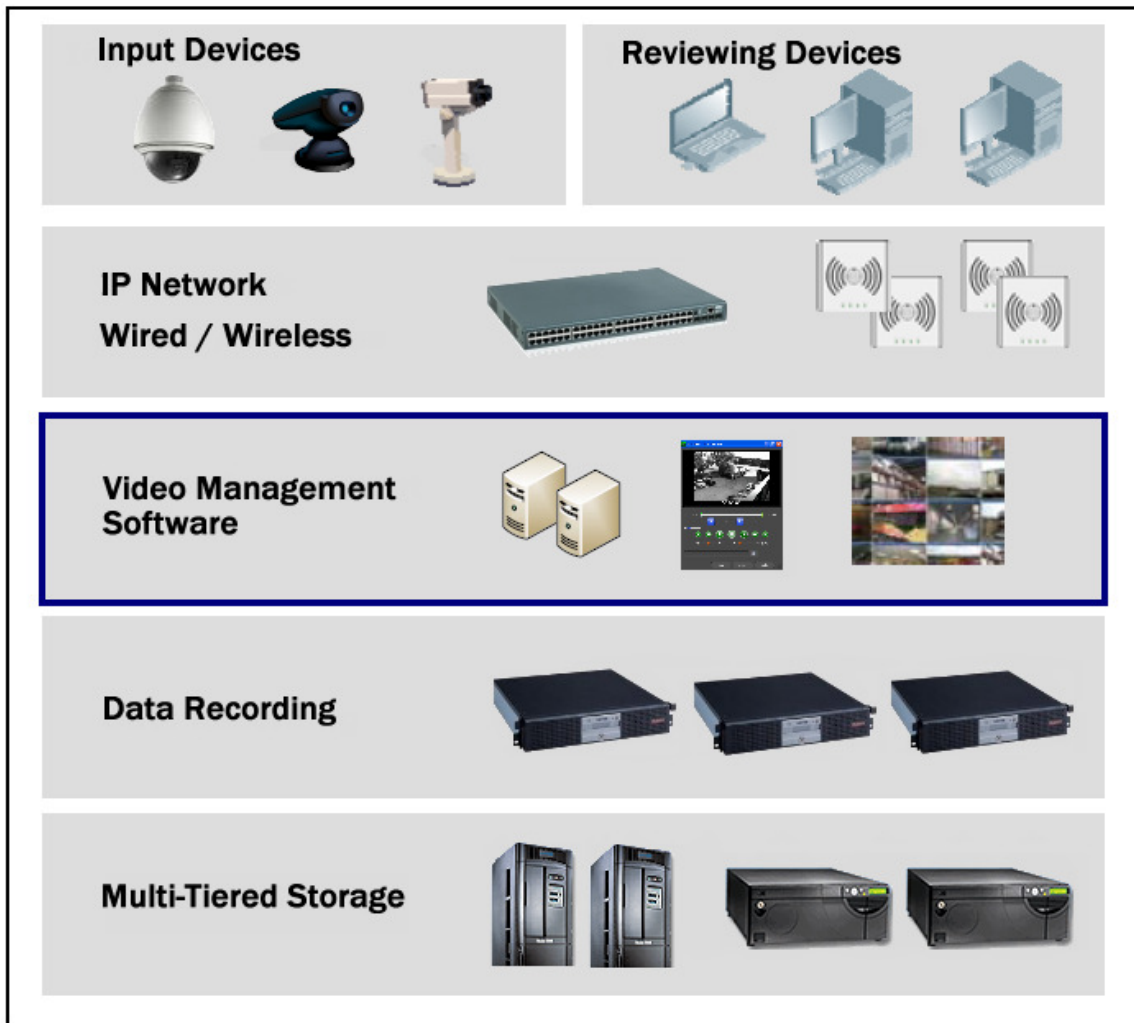 Input Devices
Reviewing Devices
IP Network
Wired / Wireless
Video Management
Software
Data Recording
Multi-Tiered Storage